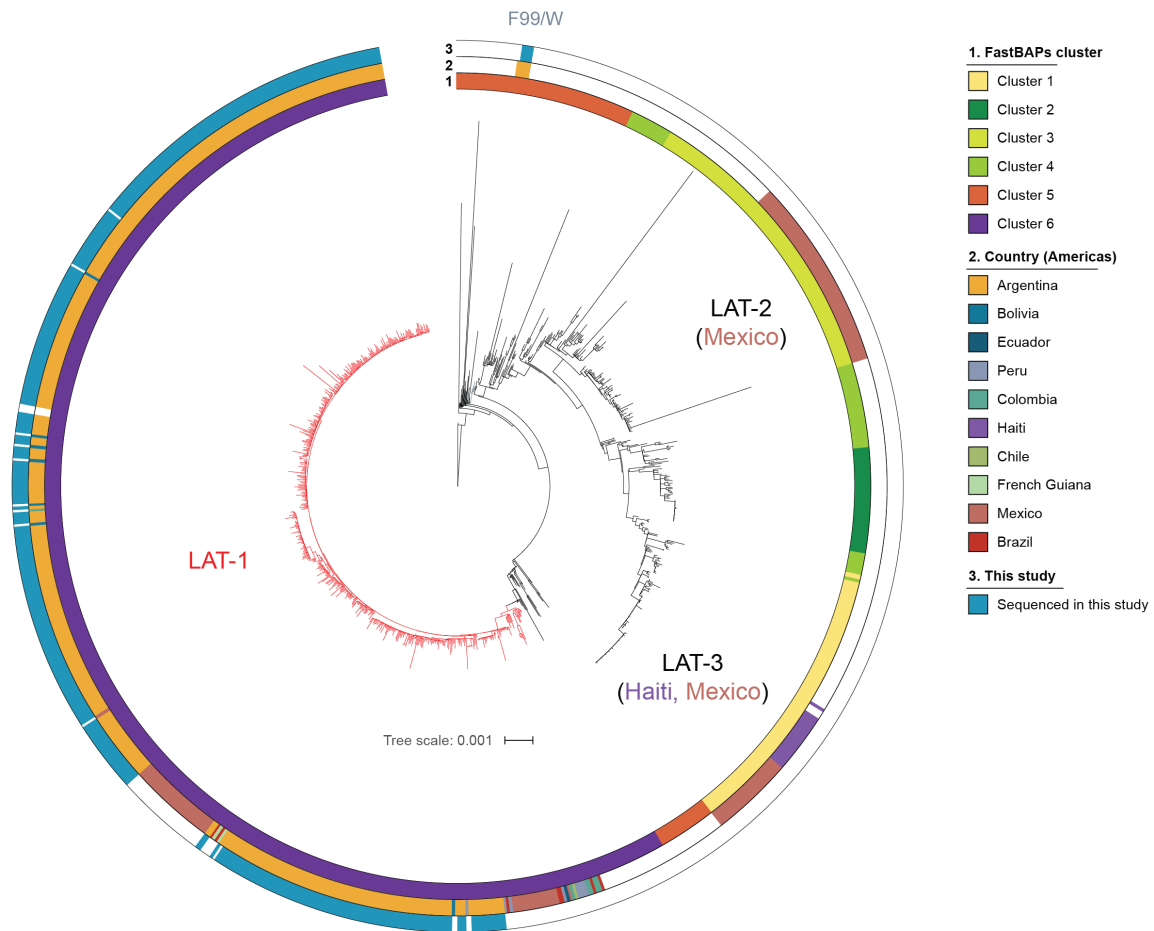 F99/W
3
2
1
LAT-2
(Mexico)
LAT-1
LAT-3
(Haiti, Mexico)
Tree scale: 0.001
1. FastBAPs cluster
Cluster 1
Cluster 2
Cluster 3
Cluster 4
Cluster 5
Cluster 6
2. Country (Americas)
Argentina
Bolivia
Ecuador
Peru
Colombia
Haiti
Chile
French Guiana
Mexico
Brazil
3. This study
Sequenced in this study